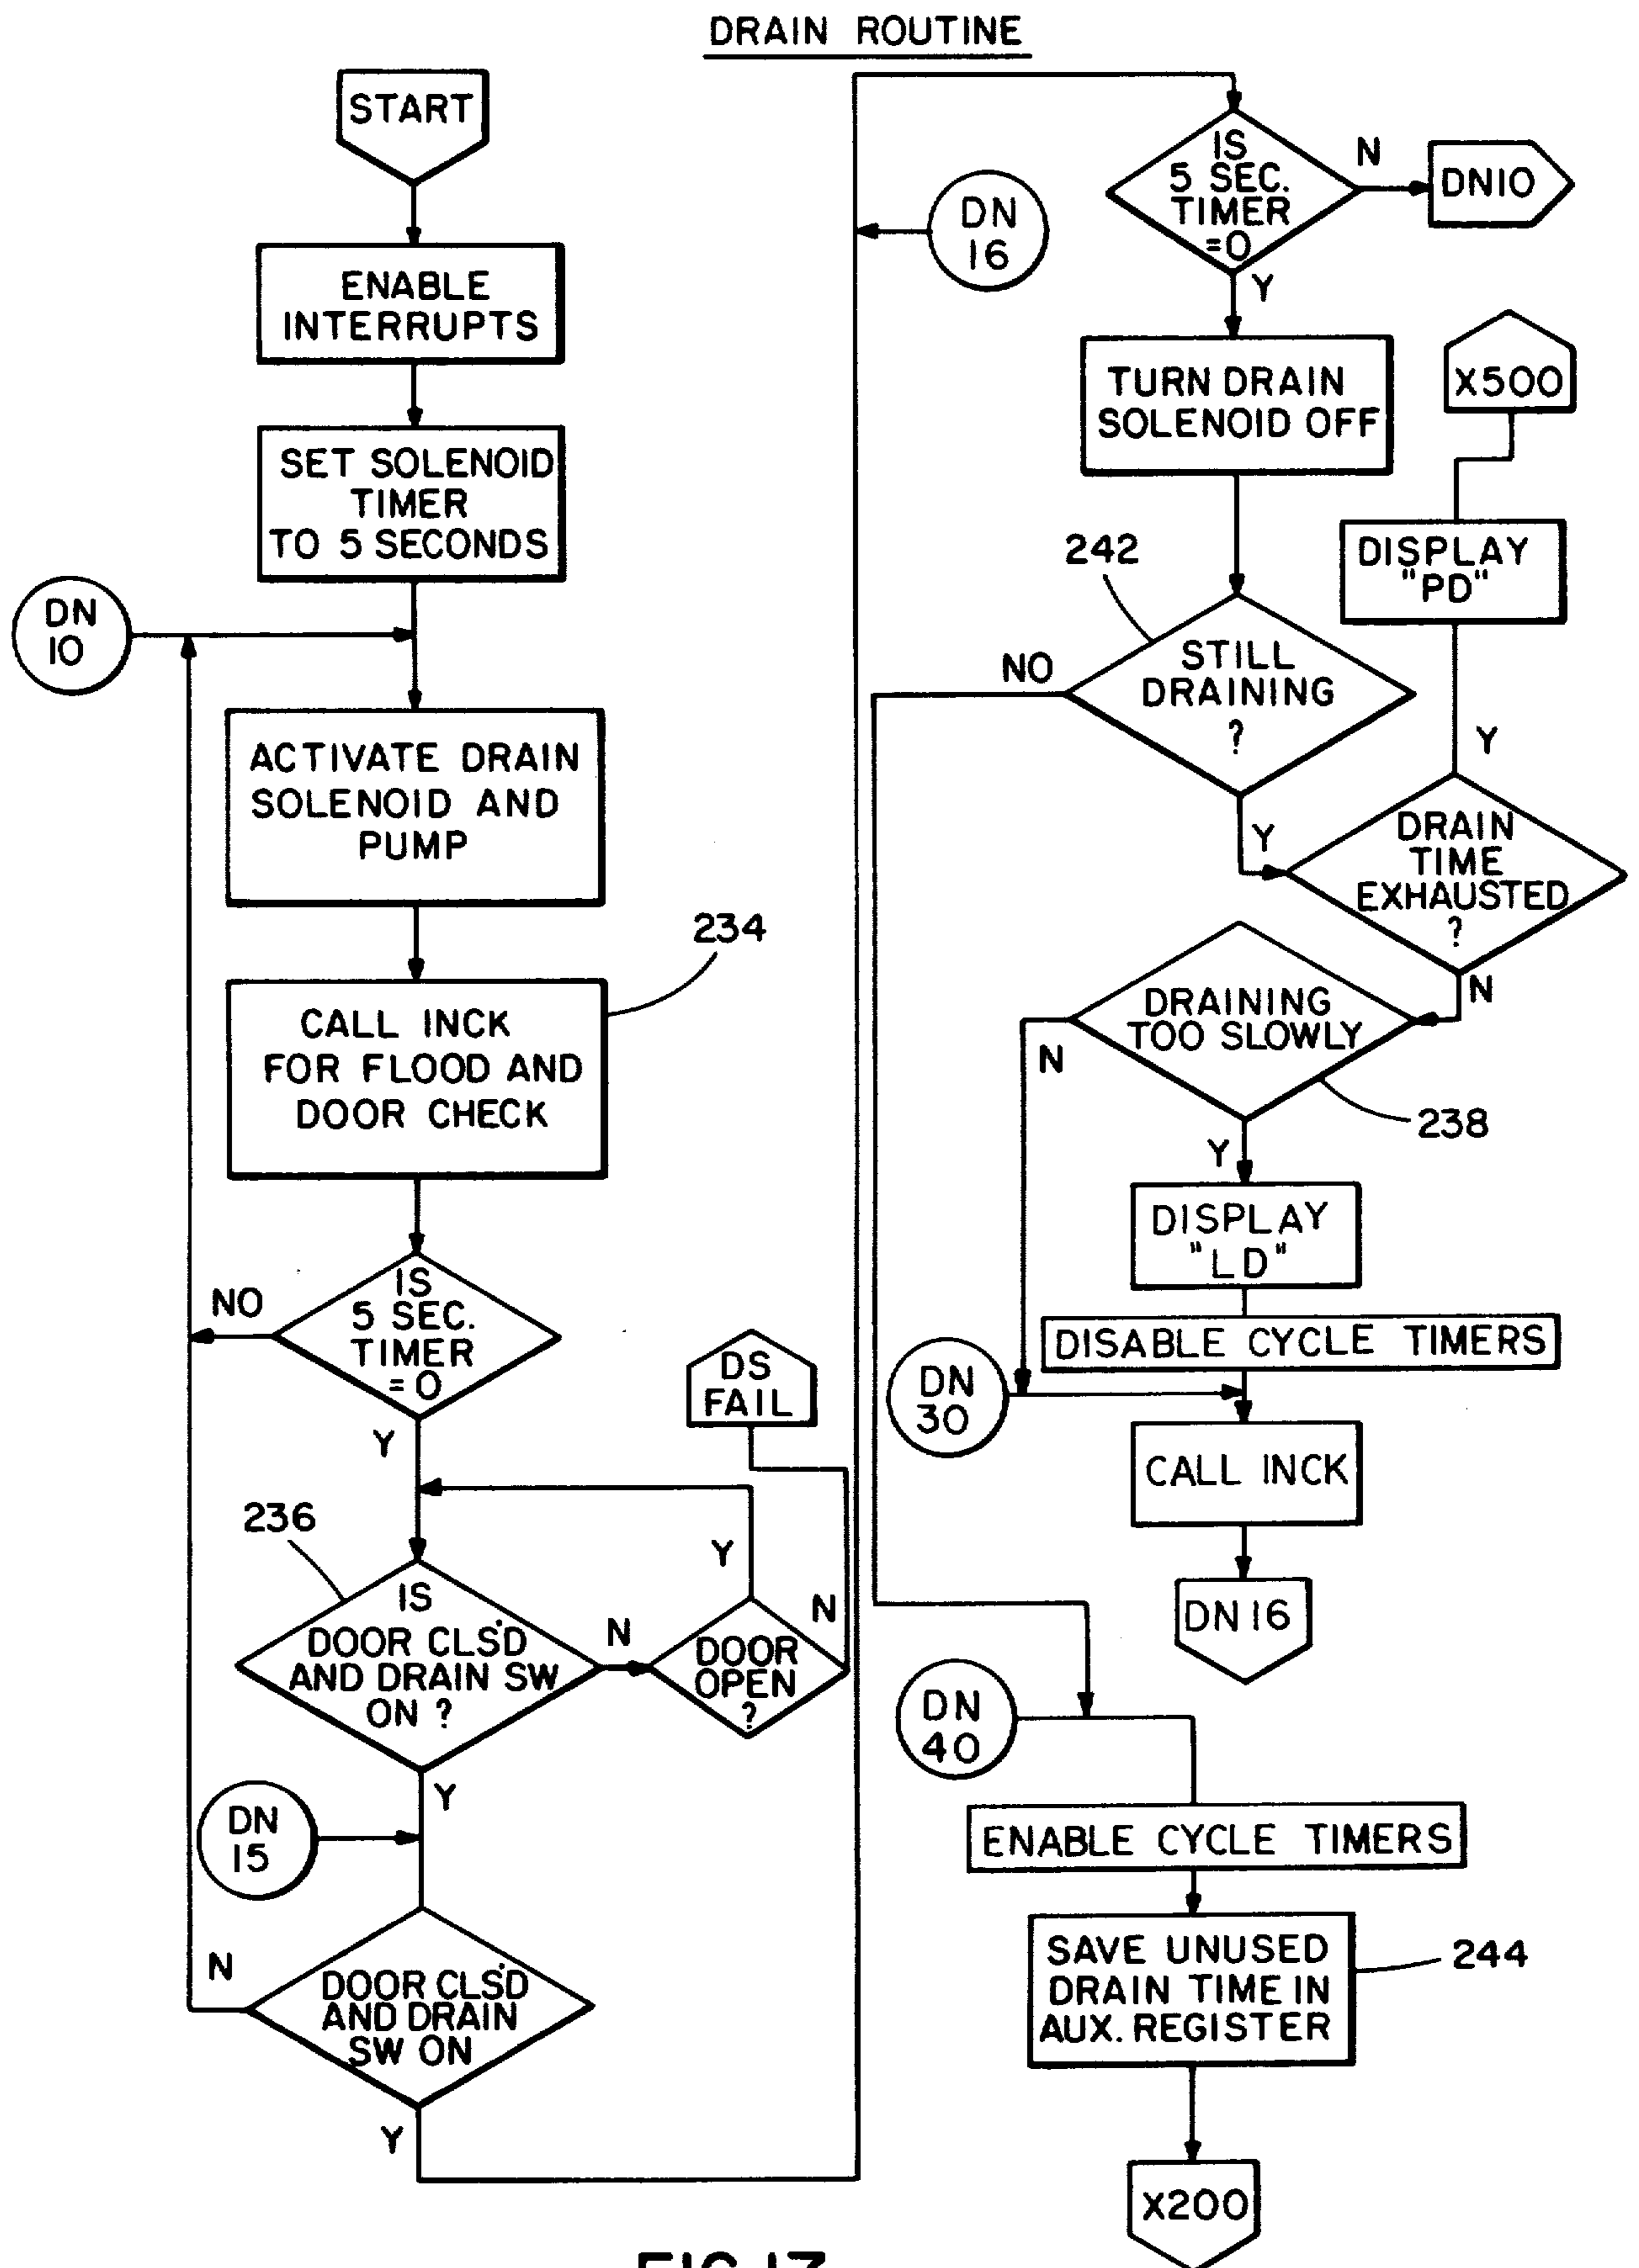 DRAIN ROUTINE
START
ENABLE
INTERRUPTS
SET SOLENOID
TIMER
TO 5 SECONDS
DN
10
ACTIVATE DRAIN
SOLENOID AND
PUMP
234
CALL INCK
FOR FLOOD AND
DOOR CHECK
IS
5 SEC.
TIMER
=0
NO
Y
DS
FAIL
236
IS
DOOR CLS'D
AND DRAIN SW
ON ?
N
Y
DOOR
OPEN
?
Y
N
DN
15
DOOR CLS'D
AND DRAIN
SW ON
N
Y
DN
16
IS
5 SEC.
TIMER
=0
N
DN10
Y
TURN DRAIN
SOLENOID OFF
X500
DISPLAY
"PD"
242
STILL
DRAINING
?
NO
Y
Y
DRAIN
TIME
EXHAUSTED
?
N
DRAINING
TOO SLOWLY
N
238
Y
DISPLAY
"LD"
DISABLE CYCLE TIMERS
DN
30
CALL INCK
DN16
DN
40
ENABLE CYCLE TIMERS
SAVE UNUSED
DRAIN TIME IN
AUX. REGISTER
244
X200
FIG.17